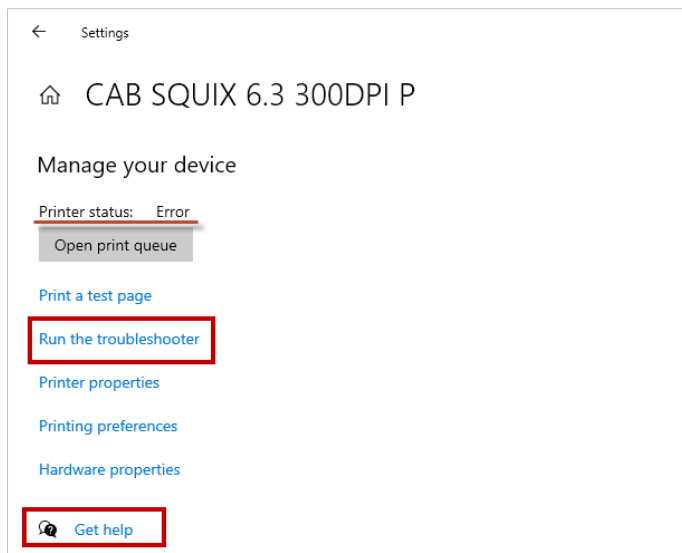 Settings
CAB SQUIX 6.3 300DPI P
Manage your device
Printer status: Error
Open print queue
Print a test page
Run the troubleshooter
Printer properties
Printing preferences
Hardware properties
Get help